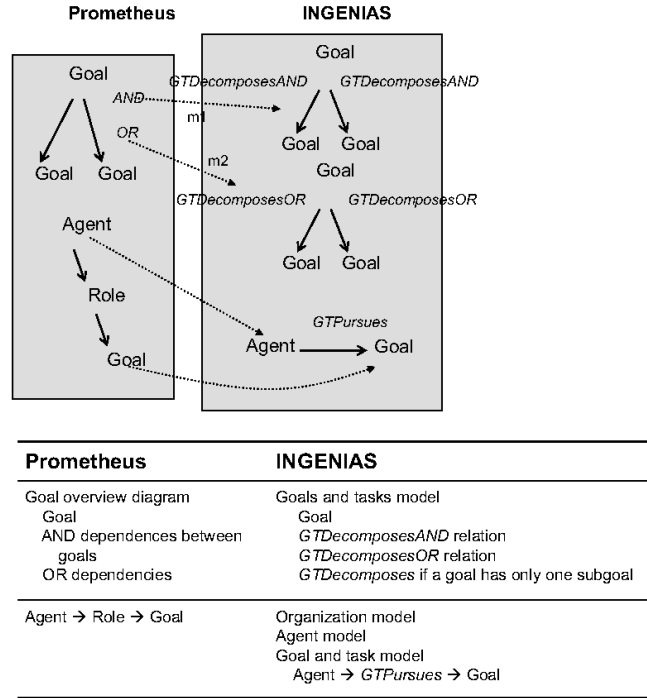 Prometheus INGENIAS
Goal
Goal
GTDecomposesAND GTDecomposesAND
AND
m1
OR
Goal Goal
m2
Goal
Goal Goal
GTDecomposesOR GTDecomposesOR
Agent
Goal Goal
Role
GTPursues
Agent Goal
Goal
Prometheus INGENIAS
Goal overview diagram Goals and tasks model
Goal Goal
AND dependences between GTDecomposesAND relation
goals GTDecomposesOR relation
OR dependencies GTDecomposes if a goal has only one subgoal
Agent → Role → Goal Organization model
Agent model
Goal and task model
Agent → GTPursues → Goal